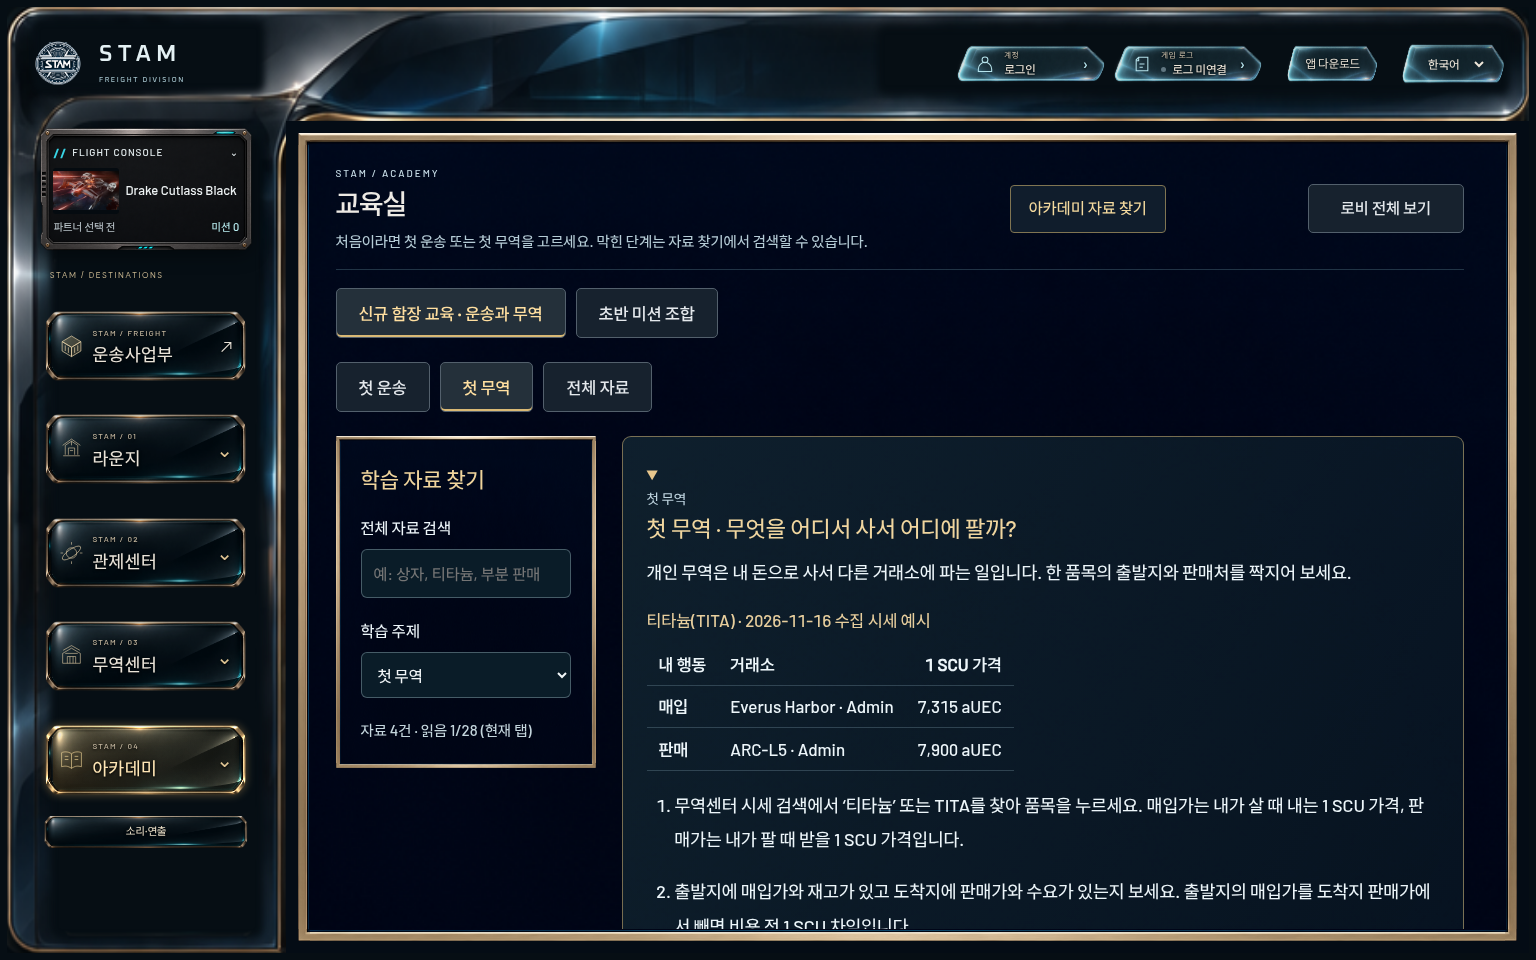 STAM
STAM
FREIGHT DIVISION
계정
로그인
게임 로그
로그 미연결
앱 다운로드
한국어
// FLIGHT CONSOLE
Drake Cutlass Black
파트너 선택 전
미션 0
STAM / DESTINATIONS
STAM / FREIGHT
운송사업부
STAM / 01
라운지
STAM / 02
관제센터
STAM / 03
무역센터
STAM / 04
아카데미
소리·연출
STAM / ACADEMY
교육실
처음이라면 첫 운송 또는 첫 무역을 고르세요. 막힌 단계는 자료 찾기에서 검색할 수 있습니다.
아카데미 자료 찾기
로비 전체 보기
신규 함장 교육 · 운송과 무역
초반 미션 조합
첫 운송
첫 무역
전체 자료
학습 자료 찾기
전체 자료 검색
예: 상자, 티타늄, 부분 판매
학습 주제
첫 무역
자료 4건 · 읽음 1/28 (현재 탭)
첫 무역
첫 무역 · 무엇을 어디서 사서 어디에 팔까?
개인 무역은 내 돈으로 사서 다른 거래소에 파는 일입니다. 한 품목의 출발지와 판매처를 짝지어 보세요.
티타늄(TITA) · 2026-11-16 수집 시세 예시
내 행동 거래소 1 SCU 가격
매입 Everus Harbor · Admin 7,315 aUEC
판매 ARC-L5 · Admin 7,900 aUEC
1. 무역센터 시세 검색에서 ‘티타늄’ 또는 TITA를 찾아 품목을 누르세요. 매입가는 내가 살 때 내는 1 SCU 가격, 판
매가는 내가 팔 때 받을 1 SCU 가격입니다.
2. 출발지에 매입가와 재고가 있고 도착지에 판매가와 수요가 있는지 보세요. 출발지의 매입가를 도착지 판매가에
서 빼면 비용 전 1 SCU 차익입니다.